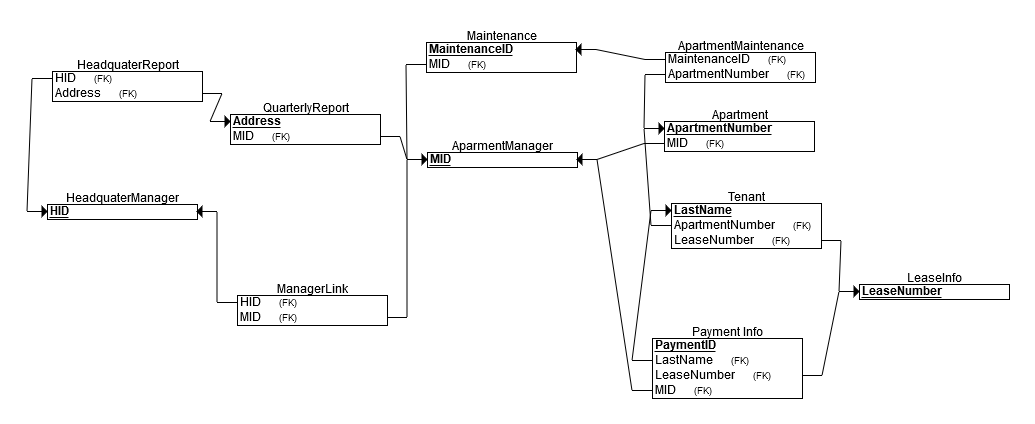 Maintenance
MaintenanceID
MID (FK)
ApartmentMaintenance
MaintenanceID (FK)
ApartmentNumber (FK)
HeadquaterReport
HID (FK)
Address (FK)
QuarterlyReport
Address
MID (FK)
Apartment
ApartmentNumber
MID (FK)
AparmentManager
MID
HeadquaterManager
HID
Tenant
LastName
ApartmentNumber (FK)
LeaseNumber (FK)
LeaseInfo
LeaseNumber
ManagerLink
HID (FK)
MID (FK)
Payment Info
PaymentID
LastName (FK)
LeaseNumber (FK)
MID (FK)